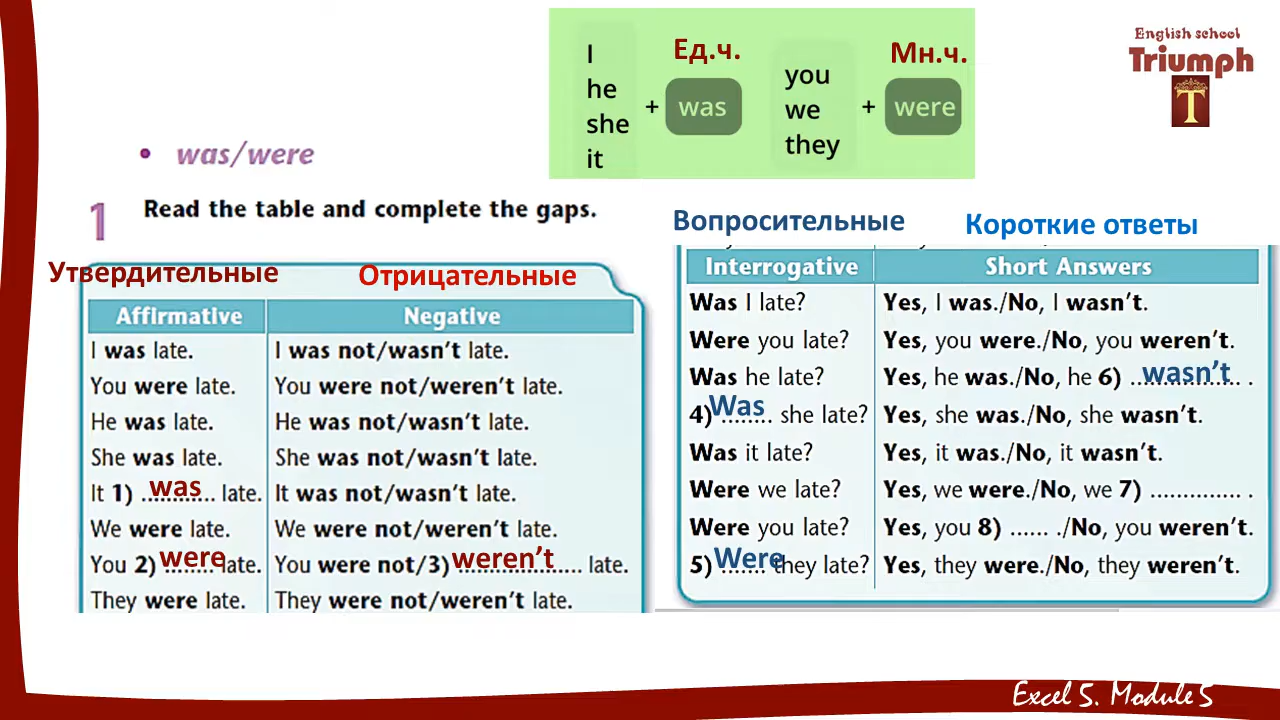 I
he
she
it
+
Ед.ч.
was
you
we
they
+
Мн.ч.
were
English school
Triumph
T
• was/were
1 Read the table and complete the gaps.
Утвердительные Отрицательные
Affirmative Negative
I was late. I was not/wasn't late.
You were late. You were not/weren't late.
He was late. He was not/wasn't late.
She was late. She was not/wasn't late.
It 1) was ........... late. It was not/wasn't late.
We were late. We were not/weren't late.
You 2) were ........ late. You were not/3) weren't .................... late.
They were late. They were not/weren't late.
Вопросительные Короткие ответы
Interrogative Short Answers
Was I late? Yes, I was./No, I wasn't.
Were you late? Yes, you were./No, you weren't.
Was he late? Yes, he was./No, he 6) wasn't ................. .
4) Was ........ she late? Yes, she was./No, she wasn't.
Was it late? Yes, it was./No, it wasn't.
Were we late? Yes, we were./No, we 7) .............. .
Were you late? Yes, you 8) ...... ./No, you weren't.
5) Were ....... they late? Yes, they were./No, they weren't.
Excel 5. Module 5